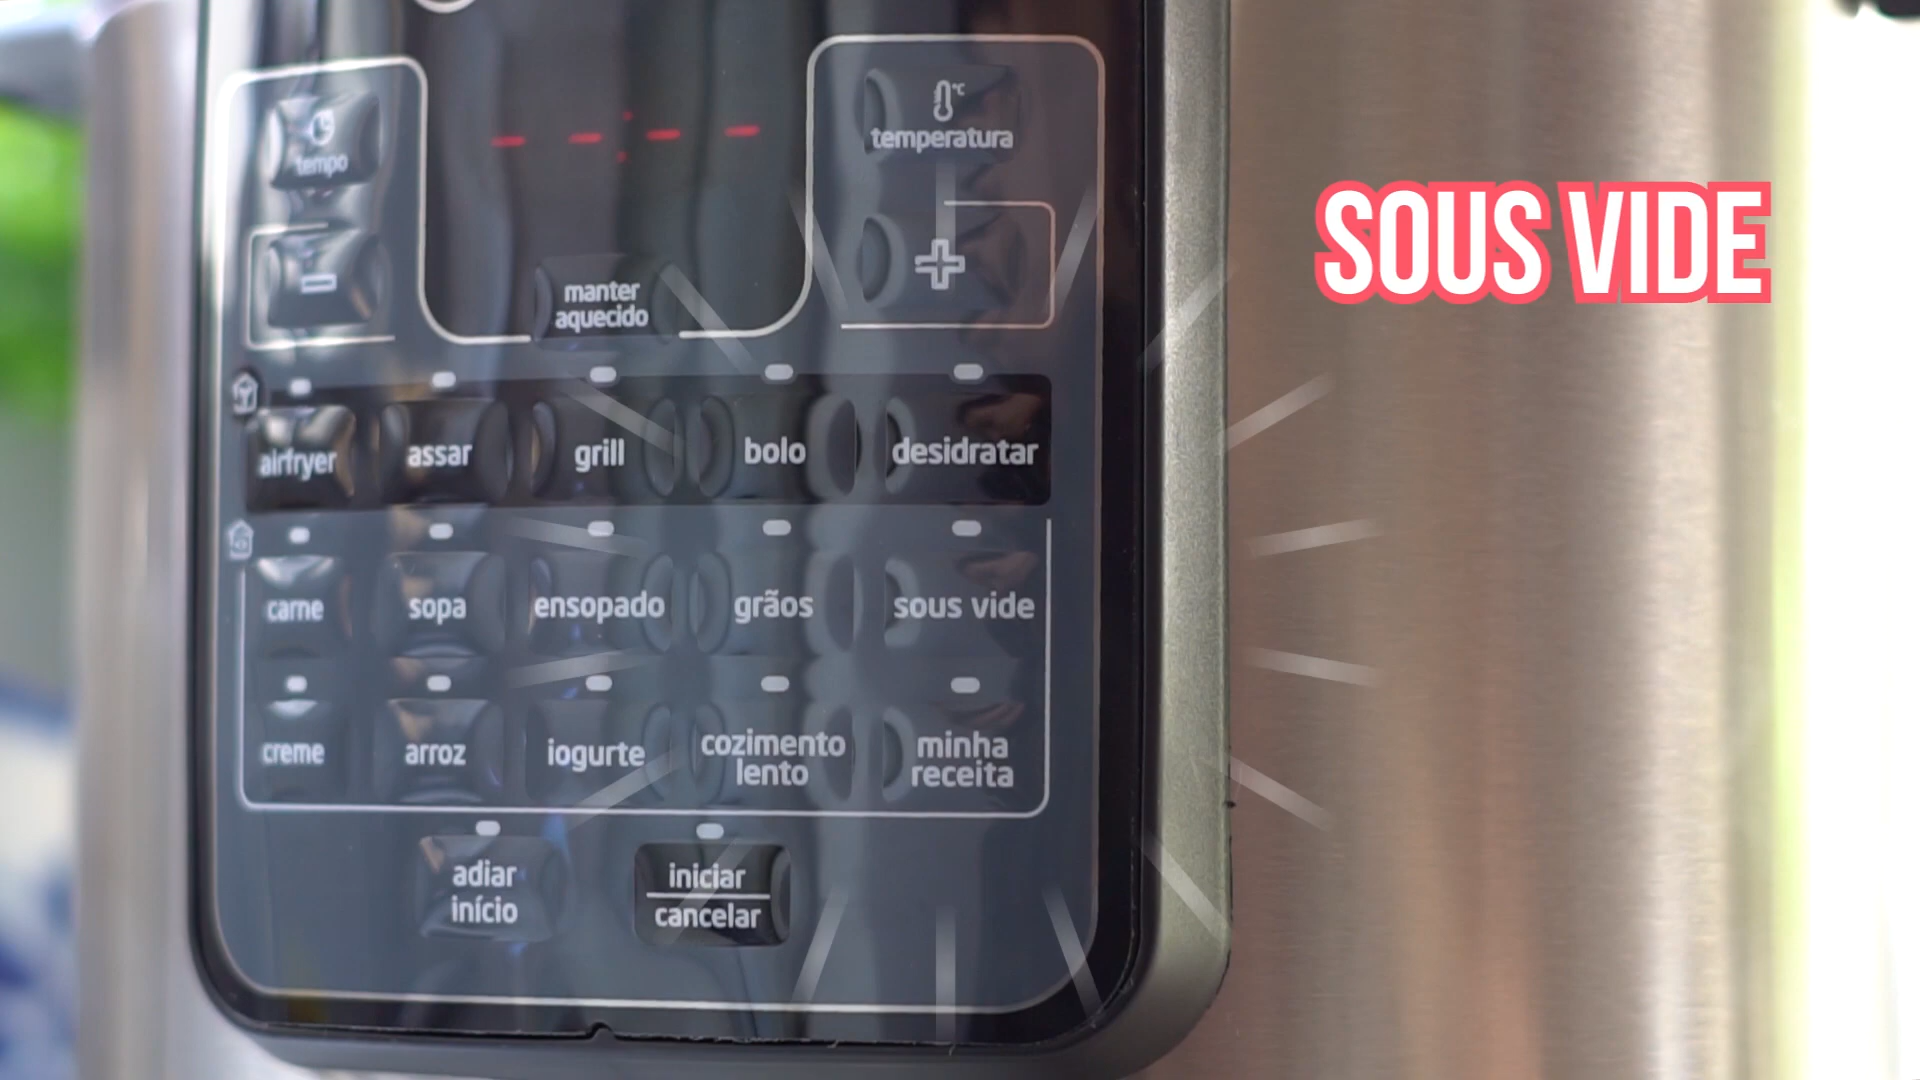 °C
tempo
temperatura
manter
aquecido
SOUS VIDE
airfryer
assar
grill
bolo
desidratar
carne
sopa
ensopado
grãos
sous vide
creme
arroz
iogurte
cozimento
lento
minha
receita
adiar
início
iniciar
cancelar